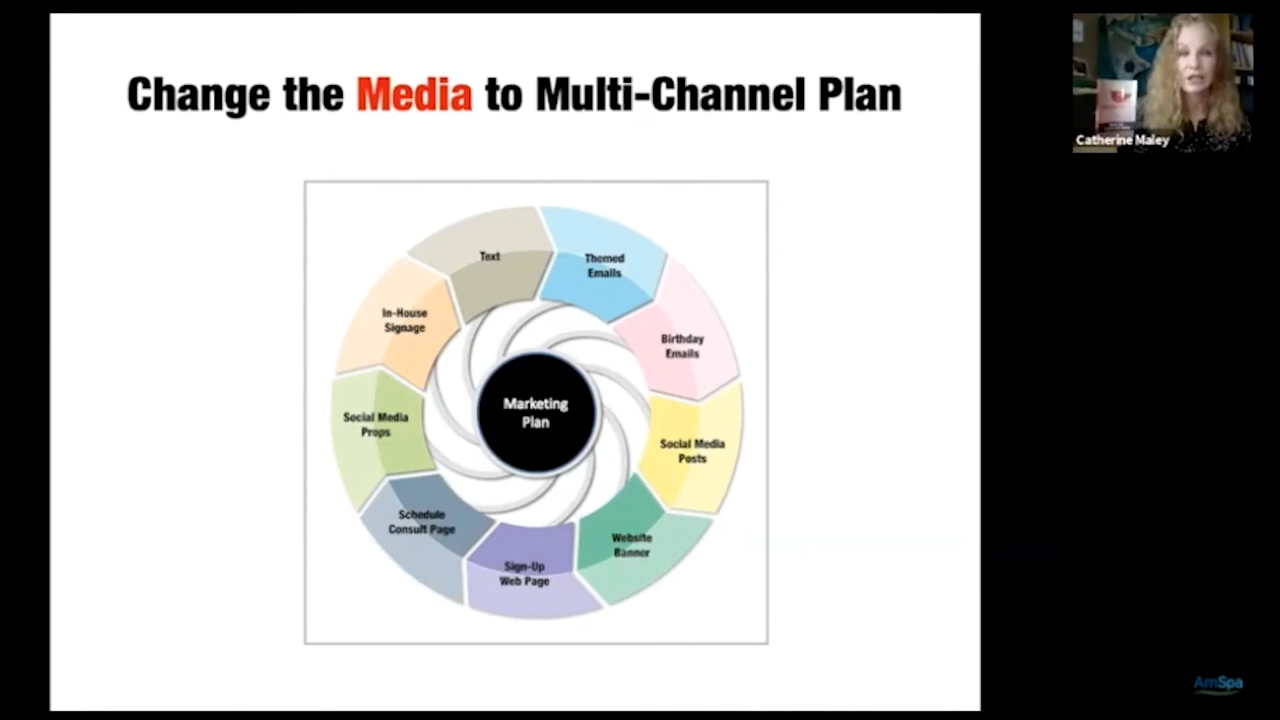 Change the Media to Multi-Channel Plan
Catherine Maley
Text
Themed
Emails
Birthday
Emails
Social Media
Posts
Website
Banner
Sign-Up
Web Page
Schedule
Consult Page
Social Media
Props
In-House
Signage
Marketing
Plan
AmSpa